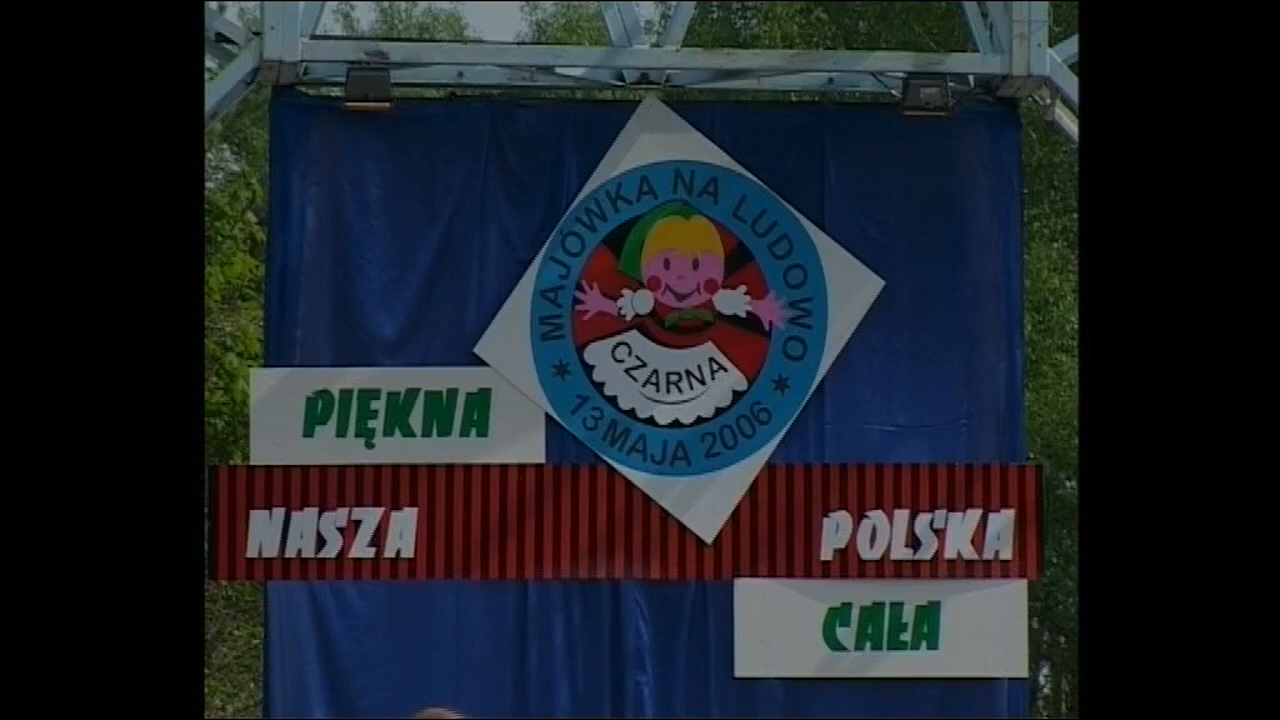 MAJÓWKA NA LUDOWO
CZARNA
* 13 MAJA 2006 *
PIĘKNA
NASZA POLSKA
CAŁA